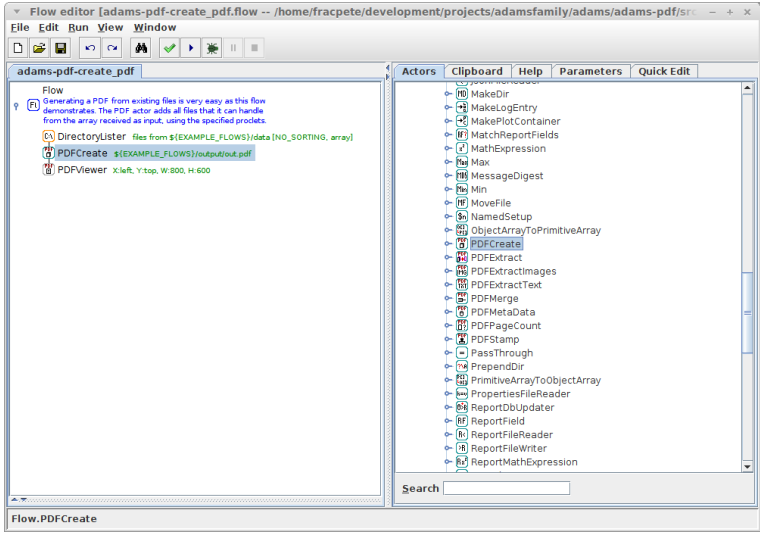 Flow editor [adams-pdf-create_pdf.flow -- /home/fracpete/development/projects/adamsfamily/adams/adams-pdf/src
File Edit Run View Window
adams-pdf-create_pdf
Flow
Generating a PDF from existing files is very easy as this flow
demonstrates. The PDF actor adds all files that it can handle
from the array received as input, using the specified proclets.
DirectoryLister files from ${EXAMPLE_FLOWS}/data [NO_SORTING, array]
PDFCreate ${EXAMPLE_FLOWS}/output/out.pdf
PDFViewer X:left, Y:top, W:800, H:600
Actors Clipboard Help Parameters Quick Edit
JsonFileReader
MakeDir
MakeLogEntry
MakePlotContainer
MatchReportFields
MathExpression
Max
MessageDigest
Min
MoveFile
NamedSetup
ObjectArrayToPrimitiveArray
PDFCreate
PDFExtract
PDFExtractImages
PDFExtractText
PDFMerge
PDFMetaData
PDFPageCount
PDFStamp
PassThrough
PrependDir
PrimitiveArrayToObjectArray
PropertiesFileReader
ReportDbUpdater
ReportField
ReportFileReader
ReportFileWriter
ReportMathExpression
Search
Flow.PDFCreate